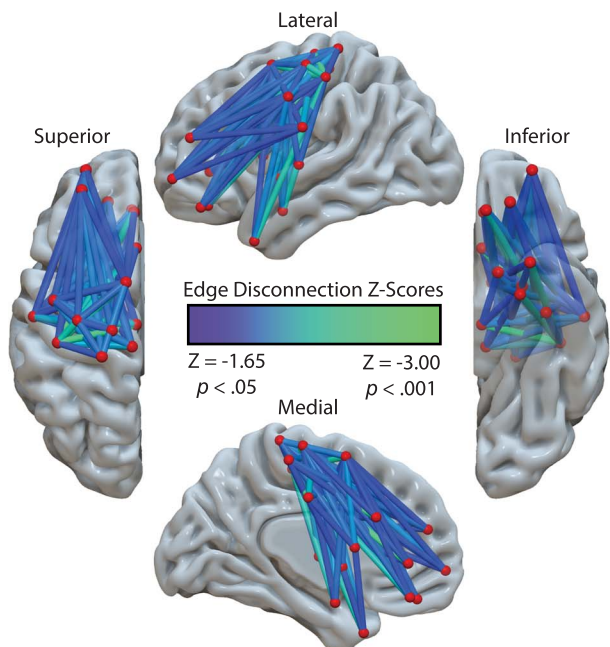 Lateral
Superior
Inferior
Edge Disconnection Z-Scores
Z = -1.65
Z = -3.00
p < .05
p < .001
Medial